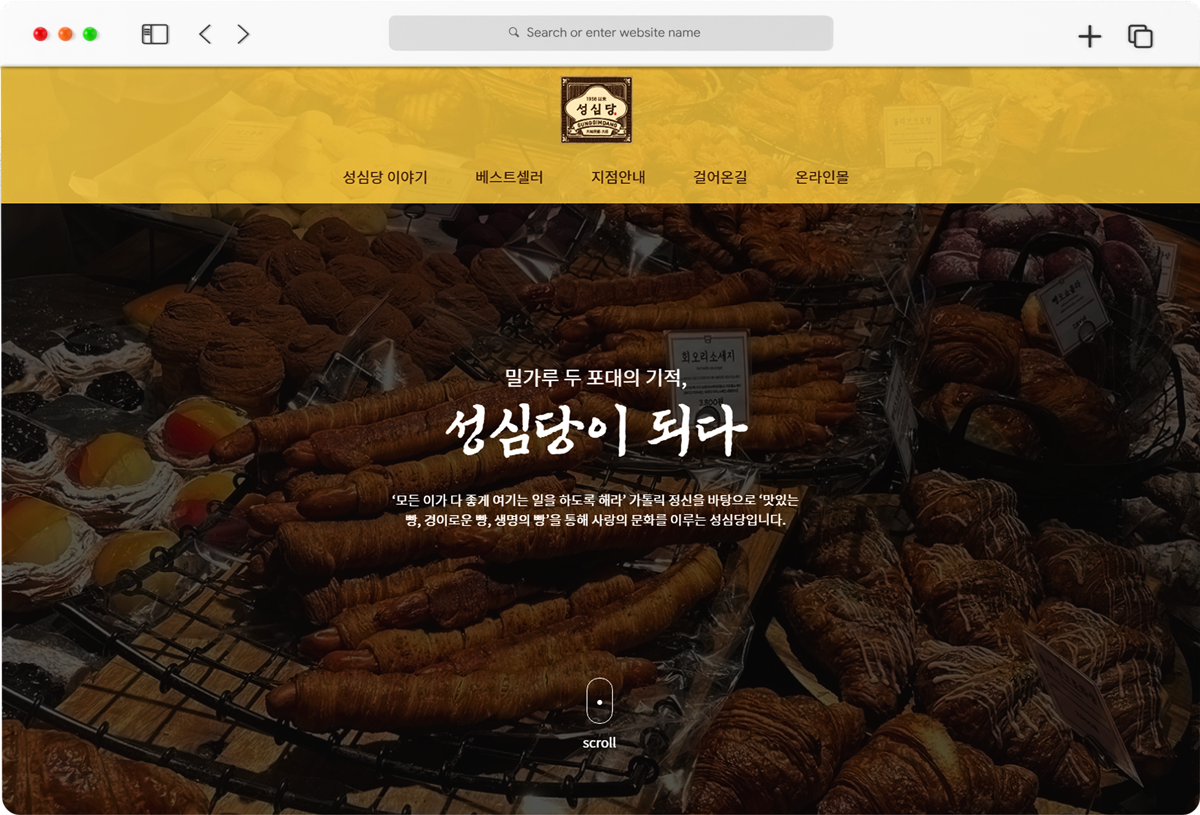 Search or enter website name
성심당
SUNGSIMDANG
성심당 이야기 베스트셀러 지점안내 걸어온길 온라인몰
회오리소세지
3,800원
밀가루 두 포대의 기적,
성심당이 되다
‘모든 이가 다 좋게 여기는 일을 하도록 해라’ 가톨릭 정신을 바탕으로 ‘맛있는
빵, 경이로운 빵, 생명의 빵’을 통해 사랑의 문화를 이루는 성심당입니다.
scroll